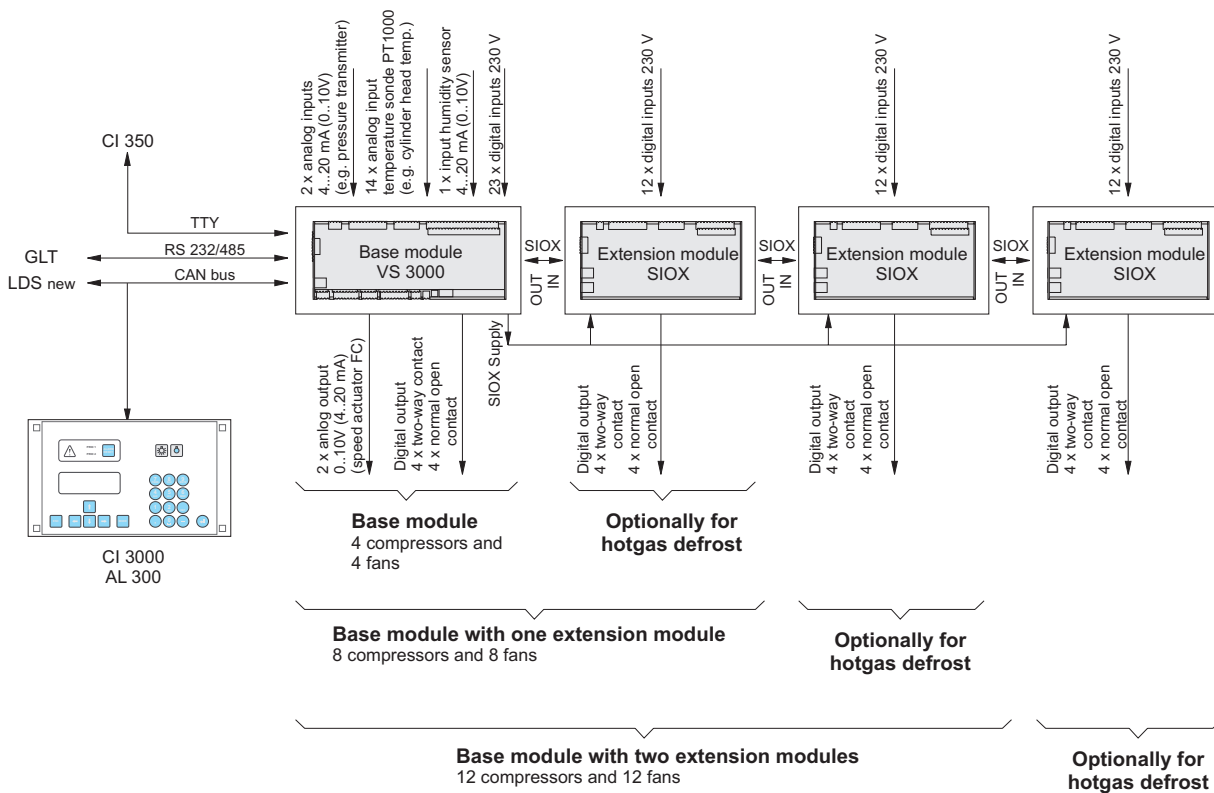 2 x analog inputs
4...20 mA (0..10V)
(e.g. pressure transmitter)
14 x analog input
temperature sonde PT1000
(e.g. cylinder head temp.)
1 x input humidity sensor
4..20 mA (0..10V)
23 x digital inputs 230 V
12 x digital inputs 230 V
12 x digital inputs 230 V
12 x digital inputs 230 V
CI 350
TTY
GLT
RS 232/485
LDS new
CAN bus
Base module
VS 3000
SIOX
OUT
IN
Extension module
SIOX
SIOX
OUT
IN
Extension module
SIOX
SIOX
OUT
IN
Extension module
SIOX
2 x anlog output
0..10V (4..20 mA)
(speed actuator FC)
Digital output
4 x two-way contact
4 x normal open
contact
SIOX Supply
Digital output
4 x two-way
contact
4 x normal open
contact
Digital output
4 x two-way
contact
4 x normal open
contact
Digital output
4 x two-way
contact
4 x normal open
contact
CI 3000
AL 300
Base module
4 compressors and
4 fans
Optionally for
hotgas defrost
Base module with one extension module
8 compressors and 8 fans
Optionally for
hotgas defrost
Base module with two extension modules
12 compressors and 12 fans
Optionally for
hotgas defrost